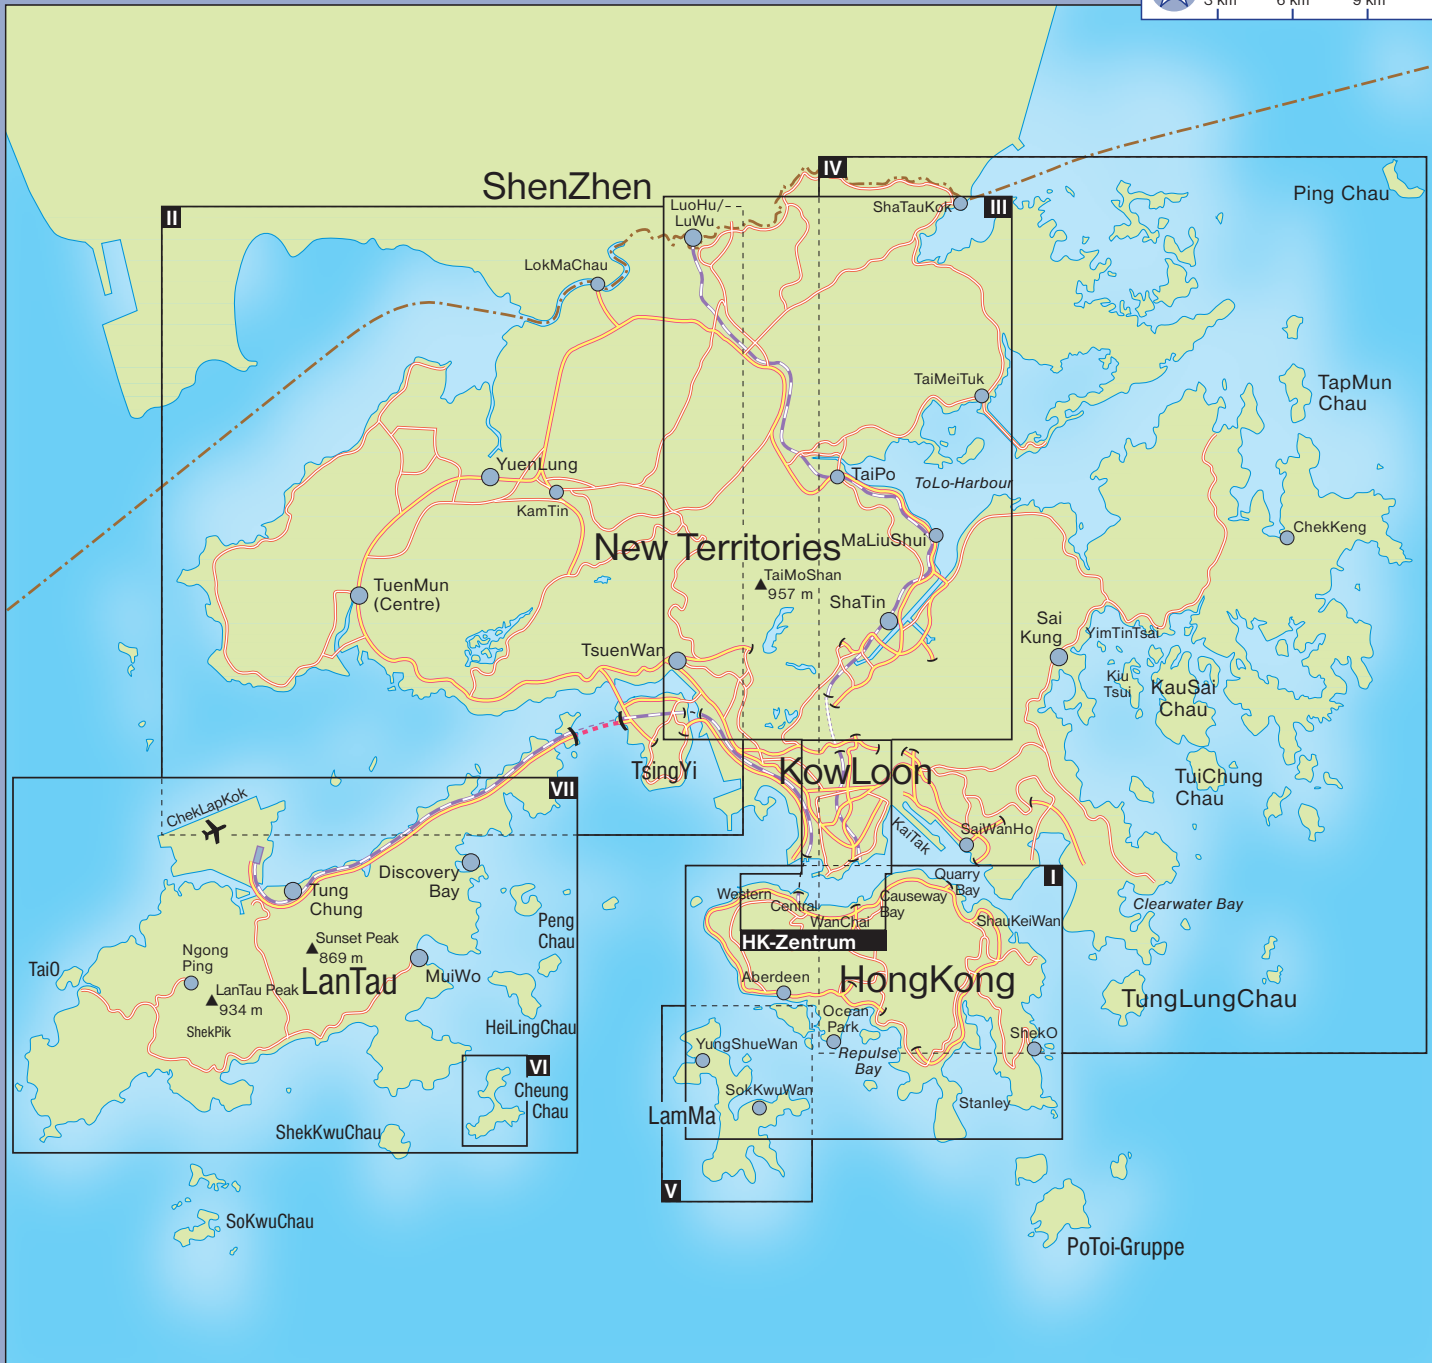 3 km 6 km 9 km
IV
ShenZhen
Ping Chau
II
LuoHu/
LuWu
ShaTauKok
III
LokMaChau
TaiMeiTuk
TapMun
Chau
YuenLung
TaiPo
ToLo-Harbour
KamTin
ChekKeng
New Territories
MaLiuShui
TaiMoShan
957 m
TuenMun
(Centre)
ShaTin
Sai
Kung
YimTinTsai
TsuenWan
Kiu
Tsui
KauSai
Chau
TsingYi
KowLoon
TuiChung
Chau
VII
ChekLapKok
KaiTak
SaiWanHo
Discovery
Bay
Tung
Chung
I
Quarry
Bay
Western
Central
WanChai
Causeway
Bay
Clearwater Bay
ShauKeiWan
Peng
Chau
HK-Zentrum
Sunset Peak
869 m
Ngong
Ping
TaiO
LanTau
MuiWo
Aberdeen
HongKong
LanTau Peak
934 m
TungLungChau
ShekPik
HeiLingChau
Ocean
Park
ShekO
YungShueWan
Repulse
Bay
VI
Cheung
Chau
SokKwuWan
LamMa
Stanley
ShekKwuChau
V
SoKwuChau
PoToi-Gruppe